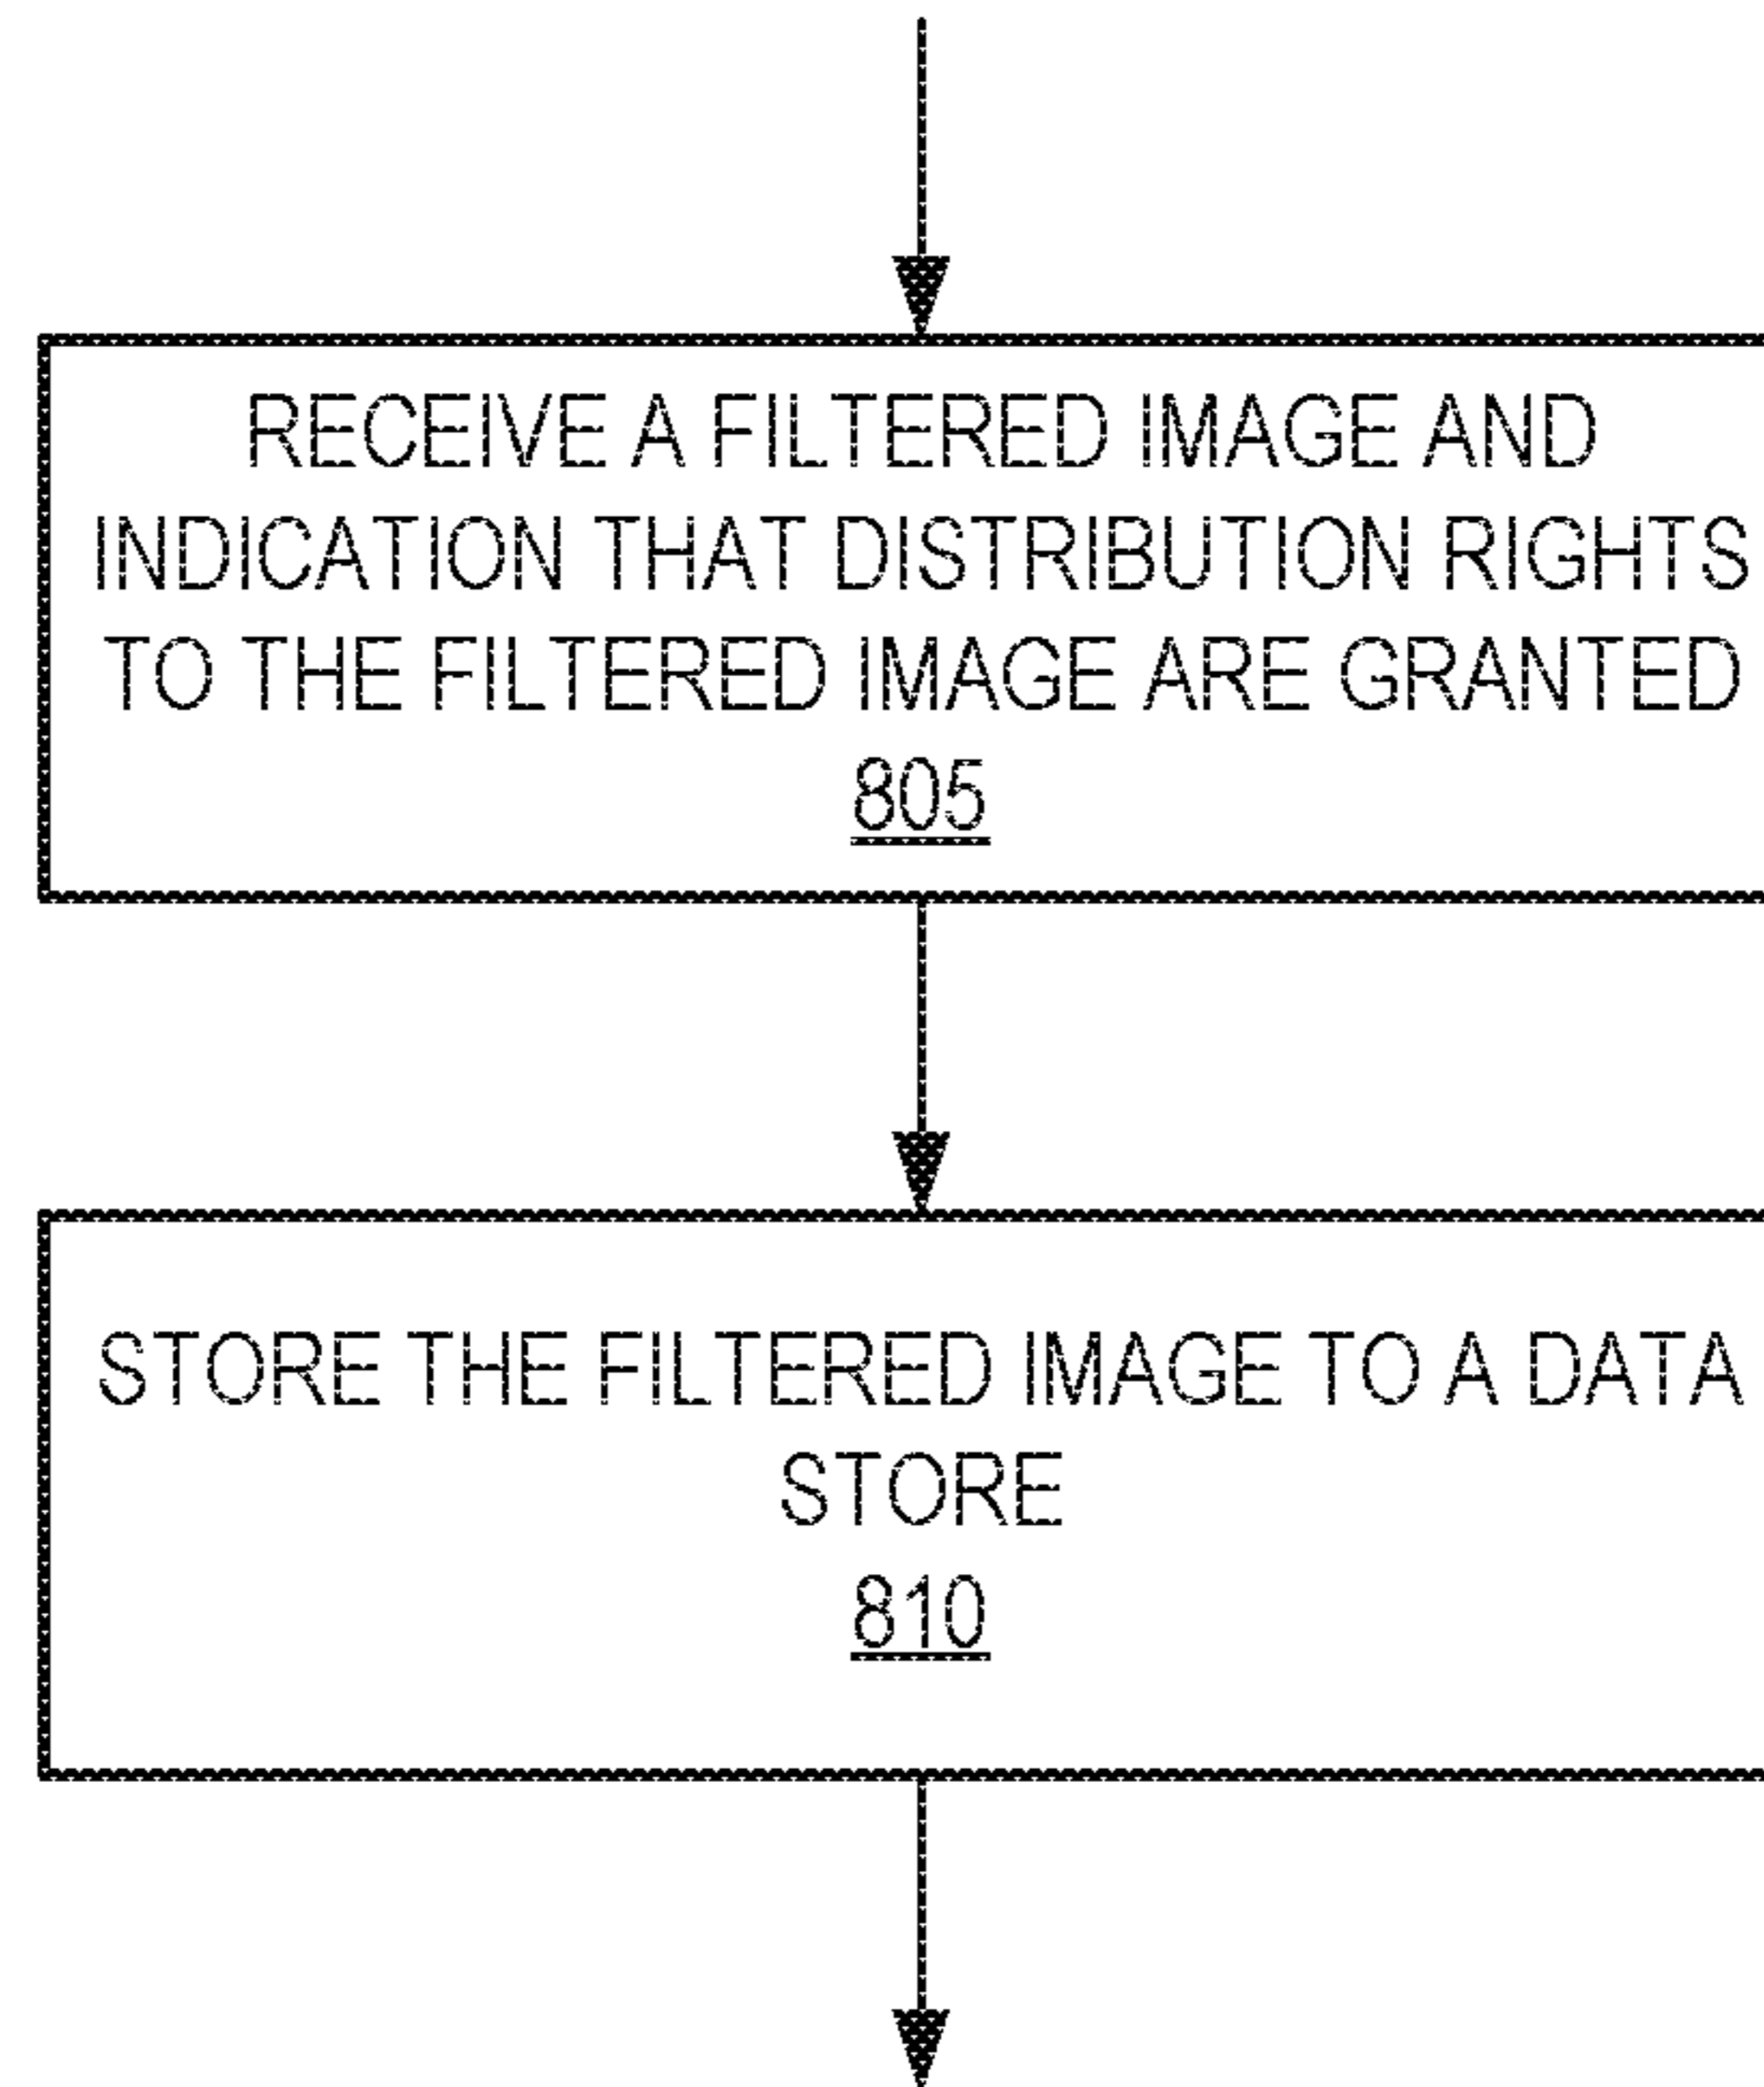 RECEIVE A FILTERED IMAGE AND
INDICATION THAT DISTRIBUTION RIGHTS
TO THE FILTERED IMAGE ARE GRANTED
805
STORE THE FILTERED IMAGE TO A DATA
STORE
810